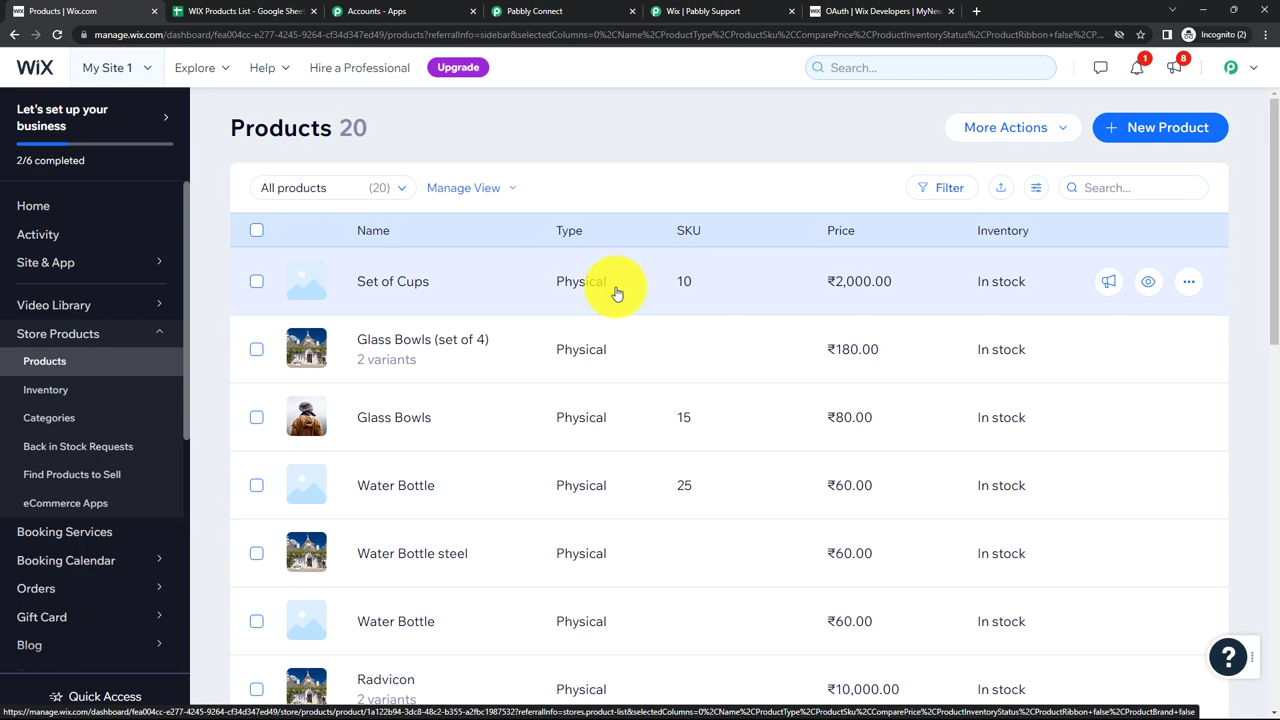 Products | Wix.com
WIX Products List - Google Sheet
Accounts - Apps
Pabbly Connect
Wix | Pabbly Support
OAuth | Wix Developers / MyNev
manage.wix.com/dashboard/fea004cc-e277-4245-9264-cf34d347ed49/products?referralInfo=sidebar&selectedColumns=0%2CName%2CProductType%2CProductSku%2CComparePrice%2CProductInventoryStatus%2CProductRibbon+false%2CP...
Incognito (2)
WiX
My Site 1
Explore
Help
Hire a Professional
Upgrade
Search...
1
8
Let's set up your
business
2/6 completed
Home
Activity
Site & App
Video Library
Store Products
Products
Inventory
Categories
Back in Stock Requests
Find Products to Sell
eCommerce Apps
Booking Services
Booking Calendar
Orders
Gift Card
Blog
Quick Access
Products 20
More Actions
+ New Product
All products (20)
Manage View
Filter
Search...
Name Type SKU Price Inventory
Set of Cups Physical 10 ₹2,000.00 In stock
Glass Bowls (set of 4)
2 variants
Physical ₹180.00 In stock
Glass Bowls Physical 15 ₹80.00 In stock
Water Bottle Physical 25 ₹60.00 In stock
Water Bottle steel Physical ₹60.00 In stock
Water Bottle Physical ₹60.00 In stock
Radvicon
2 variants
Physical ₹10,000.00 In stock
?
https://manage.wix.com/dashboard/fea004cc-e277-4245-9264-cf34d347ed49/store/products/product/1a122b94-3dc8-48c2-b355-a2fbc1987532?referralInfo=stores.product-list&selectedColumns=0%2CName%2CProductType%2CProductSku%2CComparePrice%2CProductInventoryStatus%2CProductRibbon+false%2CProductBrand+false